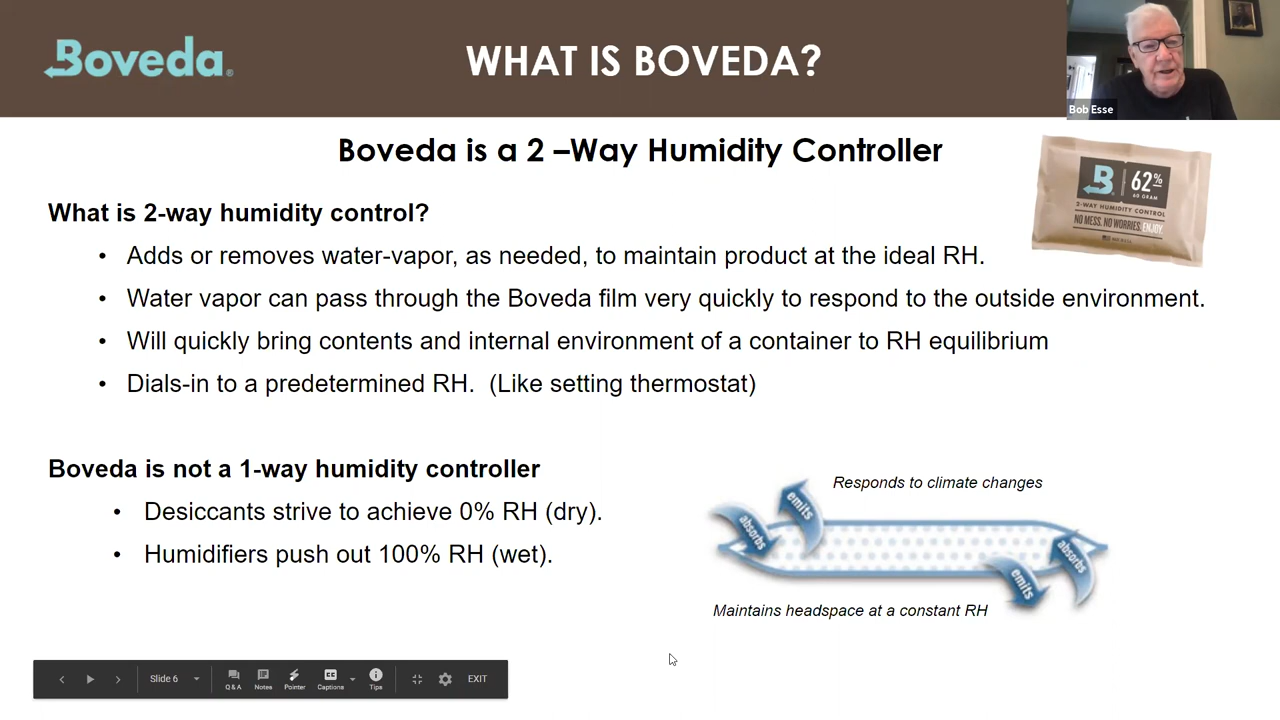 Boveda®
WHAT IS BOVEDA?
Bob Esse
Boveda is a 2 –Way Humidity Controller
B
62%
60 GRAM
2-WAY HUMIDITY CONTROL
NO MESS. NO WORRIES. ENJOY.
What is 2-way humidity control?
• Adds or removes water-vapor, as needed, to maintain product at the ideal RH.
• Water vapor can pass through the Boveda film very quickly to respond to the outside environment.
• Will quickly bring contents and internal environment of a container to RH equilibrium
• Dials-in to a predetermined RH. (Like setting thermostat)
Boveda is not a 1-way humidity controller
• Desiccants strive to achieve 0% RH (dry).
• Humidifiers push out 100% RH (wet).
Responds to climate changes
absorbs
emits
emits
absorbs
Maintains headspace at a constant RH
Slide 6
Q & A
Notes
Pointer
CC
Captions
Tips
EXIT